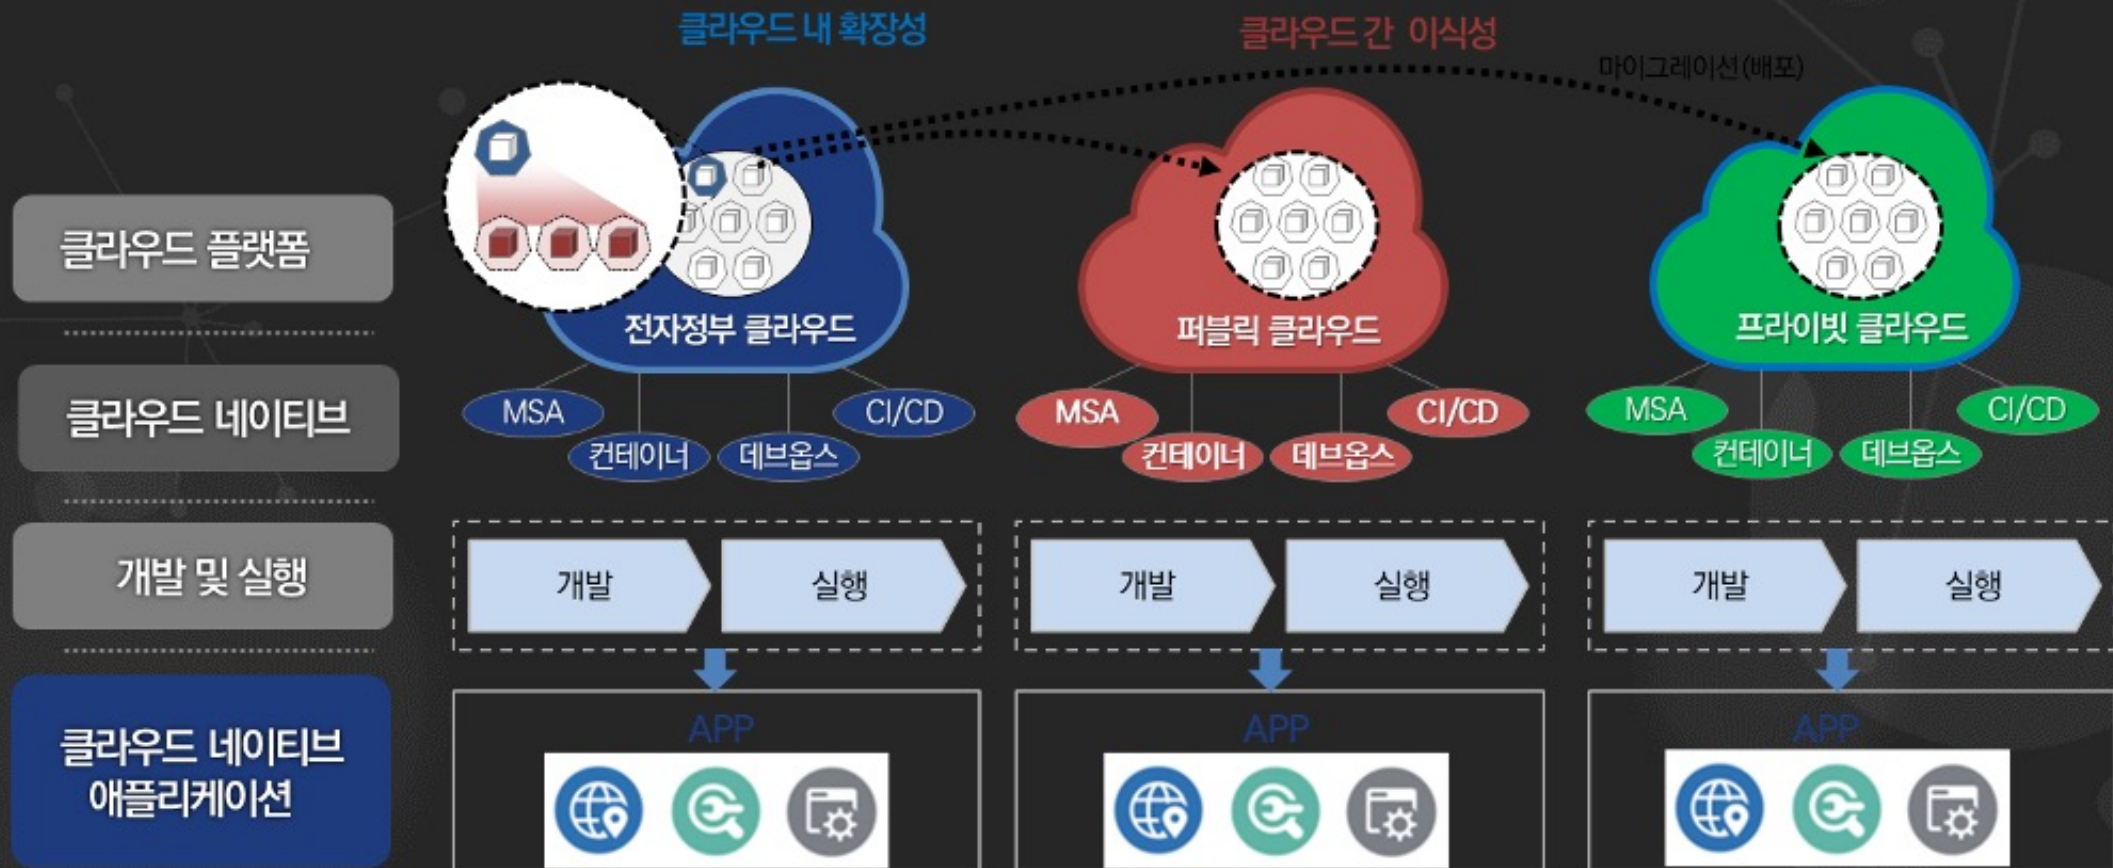 클라우드 내 확장성
클라우드 간 이식성
마이그레이션(배포)
클라우드 플랫폼
전자정부 클라우드
퍼블릭 클라우드
프라이빗 클라우드
클라우드 네이티브
MSA
컨테이너
데브옵스
CI/CD
MSA
컨테이너
데브옵스
CI/CD
MSA
컨테이너
데브옵스
CI/CD
개발 및 실행
개발
실행
개발
실행
개발
실행
클라우드 네이티브
애플리케이션
APP
APP
APP